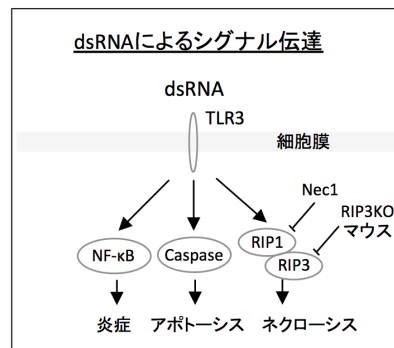 dsRNAによるシグナル伝達
dsRNA
TLR3
細胞膜
Nec1
RIP3KO
マウス
NF-κB
Caspase
RIP1
RIP3
炎症
アポトーシス
ネクローシス